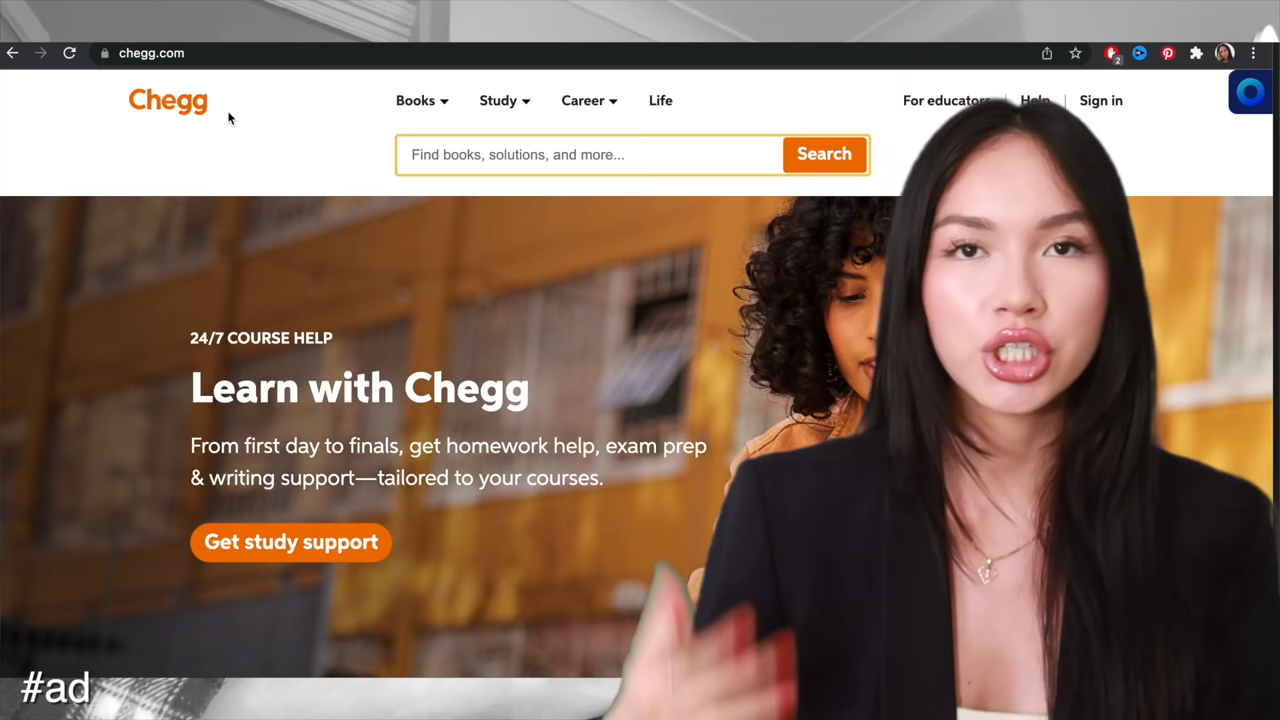 chegg.com
2
Chegg
Books
Study
Career
Life
For educators
Help
Sign in
Find books, solutions, and more...
Search
24/7 COURSE HELP
Learn with Chegg
From first day to finals, get homework help, exam prep
& writing support—tailored to your courses.
Get study support
#ad